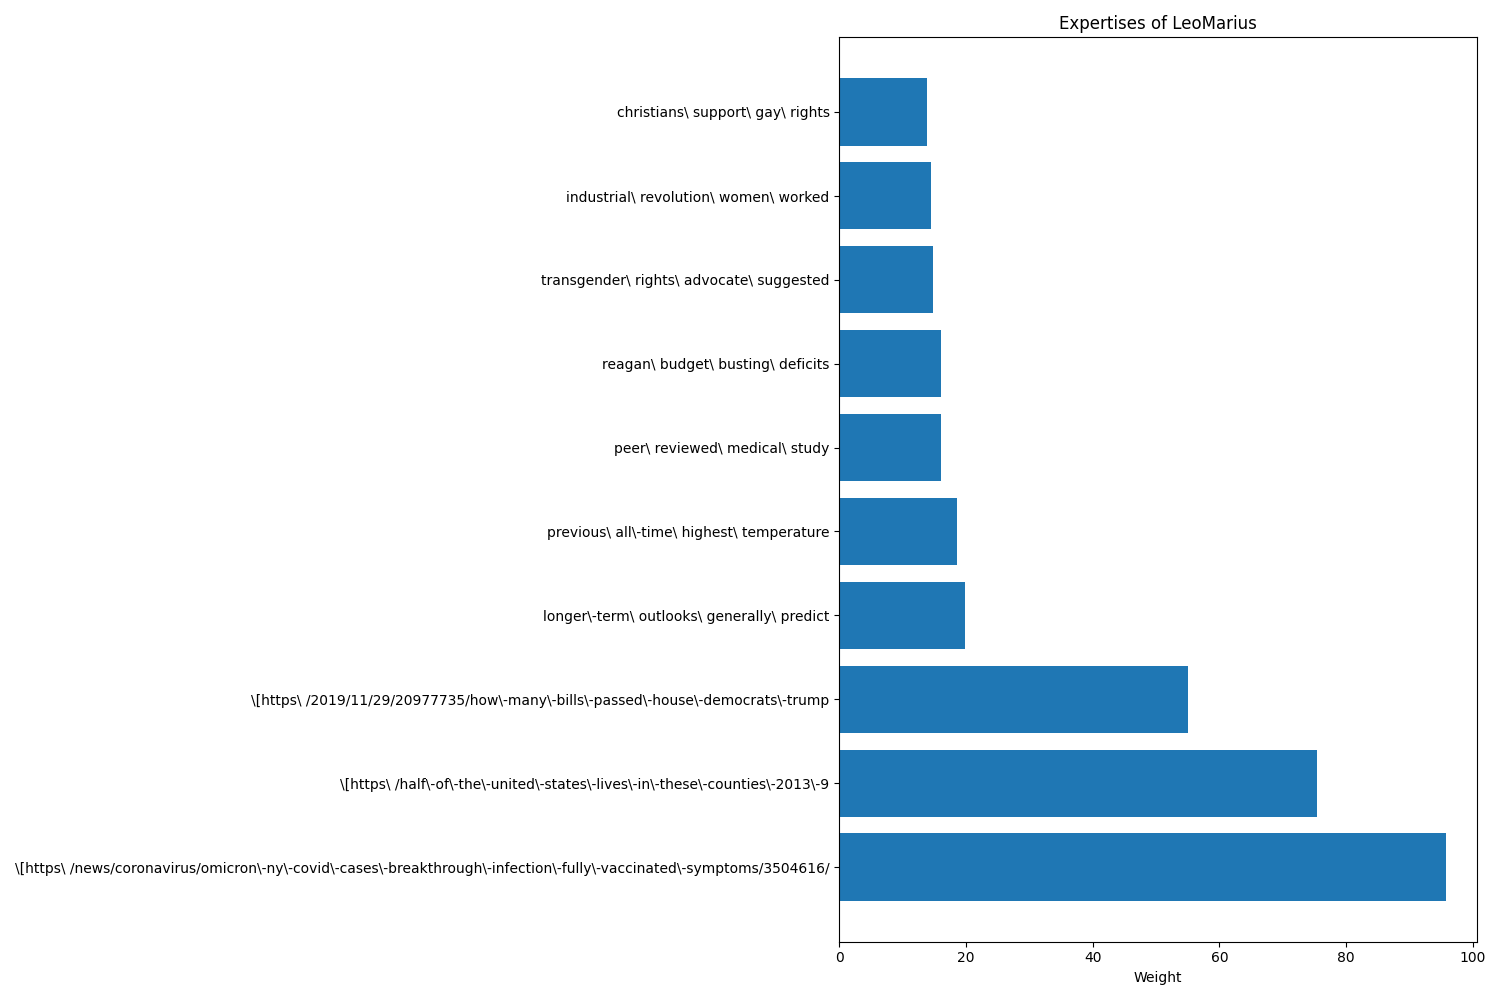 Expertises of LeoMarius
christians\ support\ gay\ rights
industrial\ revolution\ women\ worked
transgender\ rights\ advocate\ suggested
reagan\ budget\ busting\ deficits
peer\ reviewed\ medical\ study
previous\ all\-time\ highest\ temperature
longer\-term\ outlooks\ generally\ predict
\[https\ /2019/11/29/20977735/how\-many\-bills\-passed\-house\-democrats\-trump
\[https\ /half\-of\-the\-united\-states\-lives\-in\-these\-counties\-2013\-9
\[https\ /news/coronavirus/omicron\-ny\-covid\-cases\-breakthrough\-infection\-fully\-vaccinated\-symptoms/3504616/
0 20 40 60 80 100
Weight